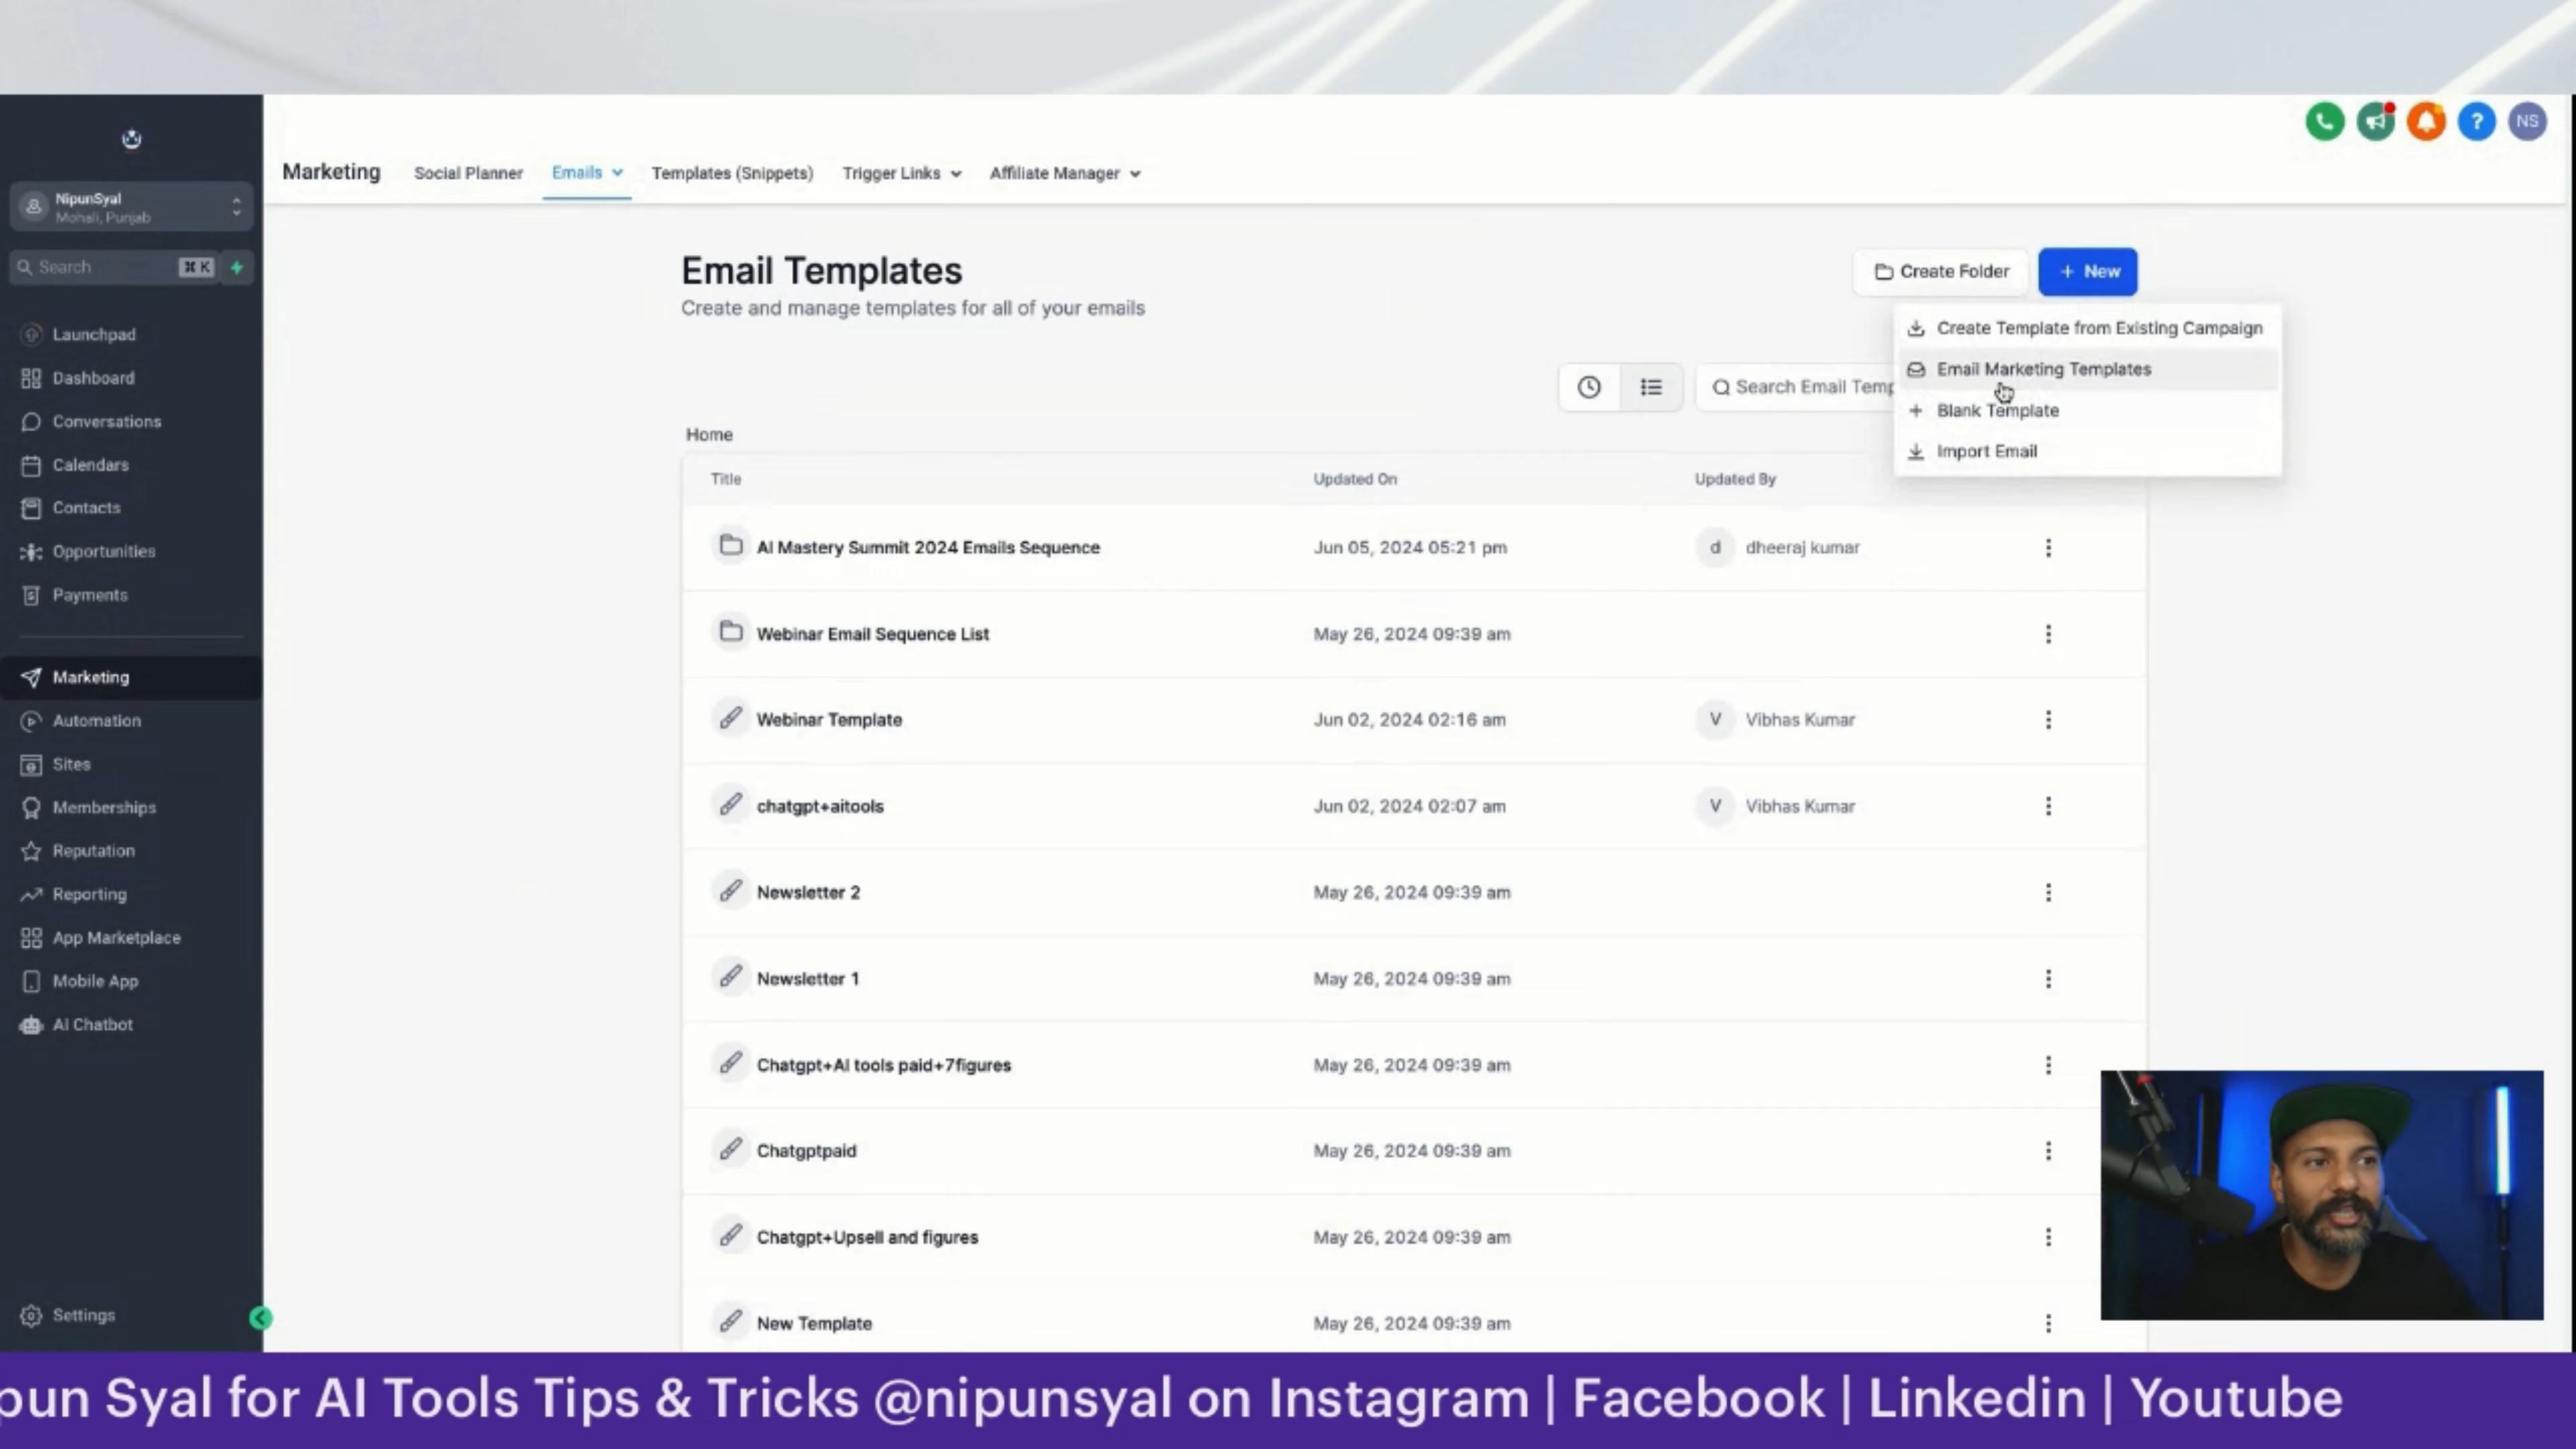 NipunSyal
Mohali, Punjab
Search ⌘ K
Launchpad
Dashboard
Conversations
Calendars
Contacts
Opportunities
Payments
Marketing
Automation
Sites
Memberships
Reputation
Reporting
App Marketplace
Mobile App
AI Chatbot
Settings
Marketing Social Planner Emails Templates (Snippets) Trigger Links Affiliate Manager
? NS
Email Templates
Create and manage templates for all of your emails
Create Folder + New
Create Template from Existing Campaign
Email Marketing Templates
+ Blank Template
Import Email
Search Email Temp
Home
Title Updated On Updated By
AI Mastery Summit 2024 Emails Sequence Jun 05, 2024 05:21 pm d dheeraj kumar
Webinar Email Sequence List May 26, 2024 09:39 am
Webinar Template Jun 02, 2024 02:16 am V Vibhas Kumar
chatgpt+aitools Jun 02, 2024 02:07 am V Vibhas Kumar
Newsletter 2 May 26, 2024 09:39 am
Newsletter 1 May 26, 2024 09:39 am
Chatgpt+AI tools paid+7figures May 26, 2024 09:39 am
Chatgptpaid May 26, 2024 09:39 am
Chatgpt+Upsell and figures May 26, 2024 09:39 am
New Template May 26, 2024 09:39 am
pun Syal for AI Tools Tips & Tricks @nipunsyal on Instagram | Facebook | Linkedin | Youtube